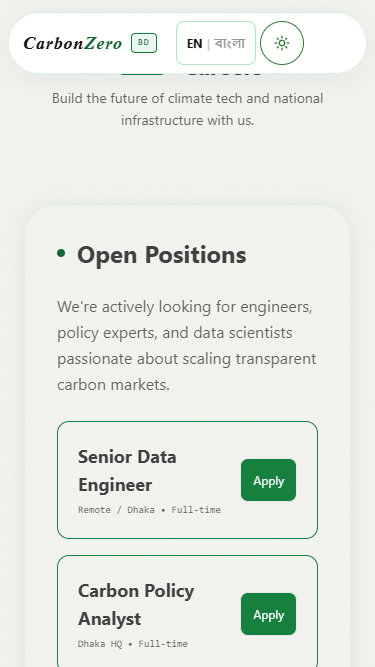 CarbonZero BD EN | বাংলা
Build the future of climate tech and national
infrastructure with us.
Open Positions
We're actively looking for engineers,
policy experts, and data scientists
passionate about scaling transparent
carbon markets.
Senior Data
Engineer
Apply
Remote / Dhaka • Full-time
Carbon Policy
Analyst
Apply
Dhaka HQ • Full-time